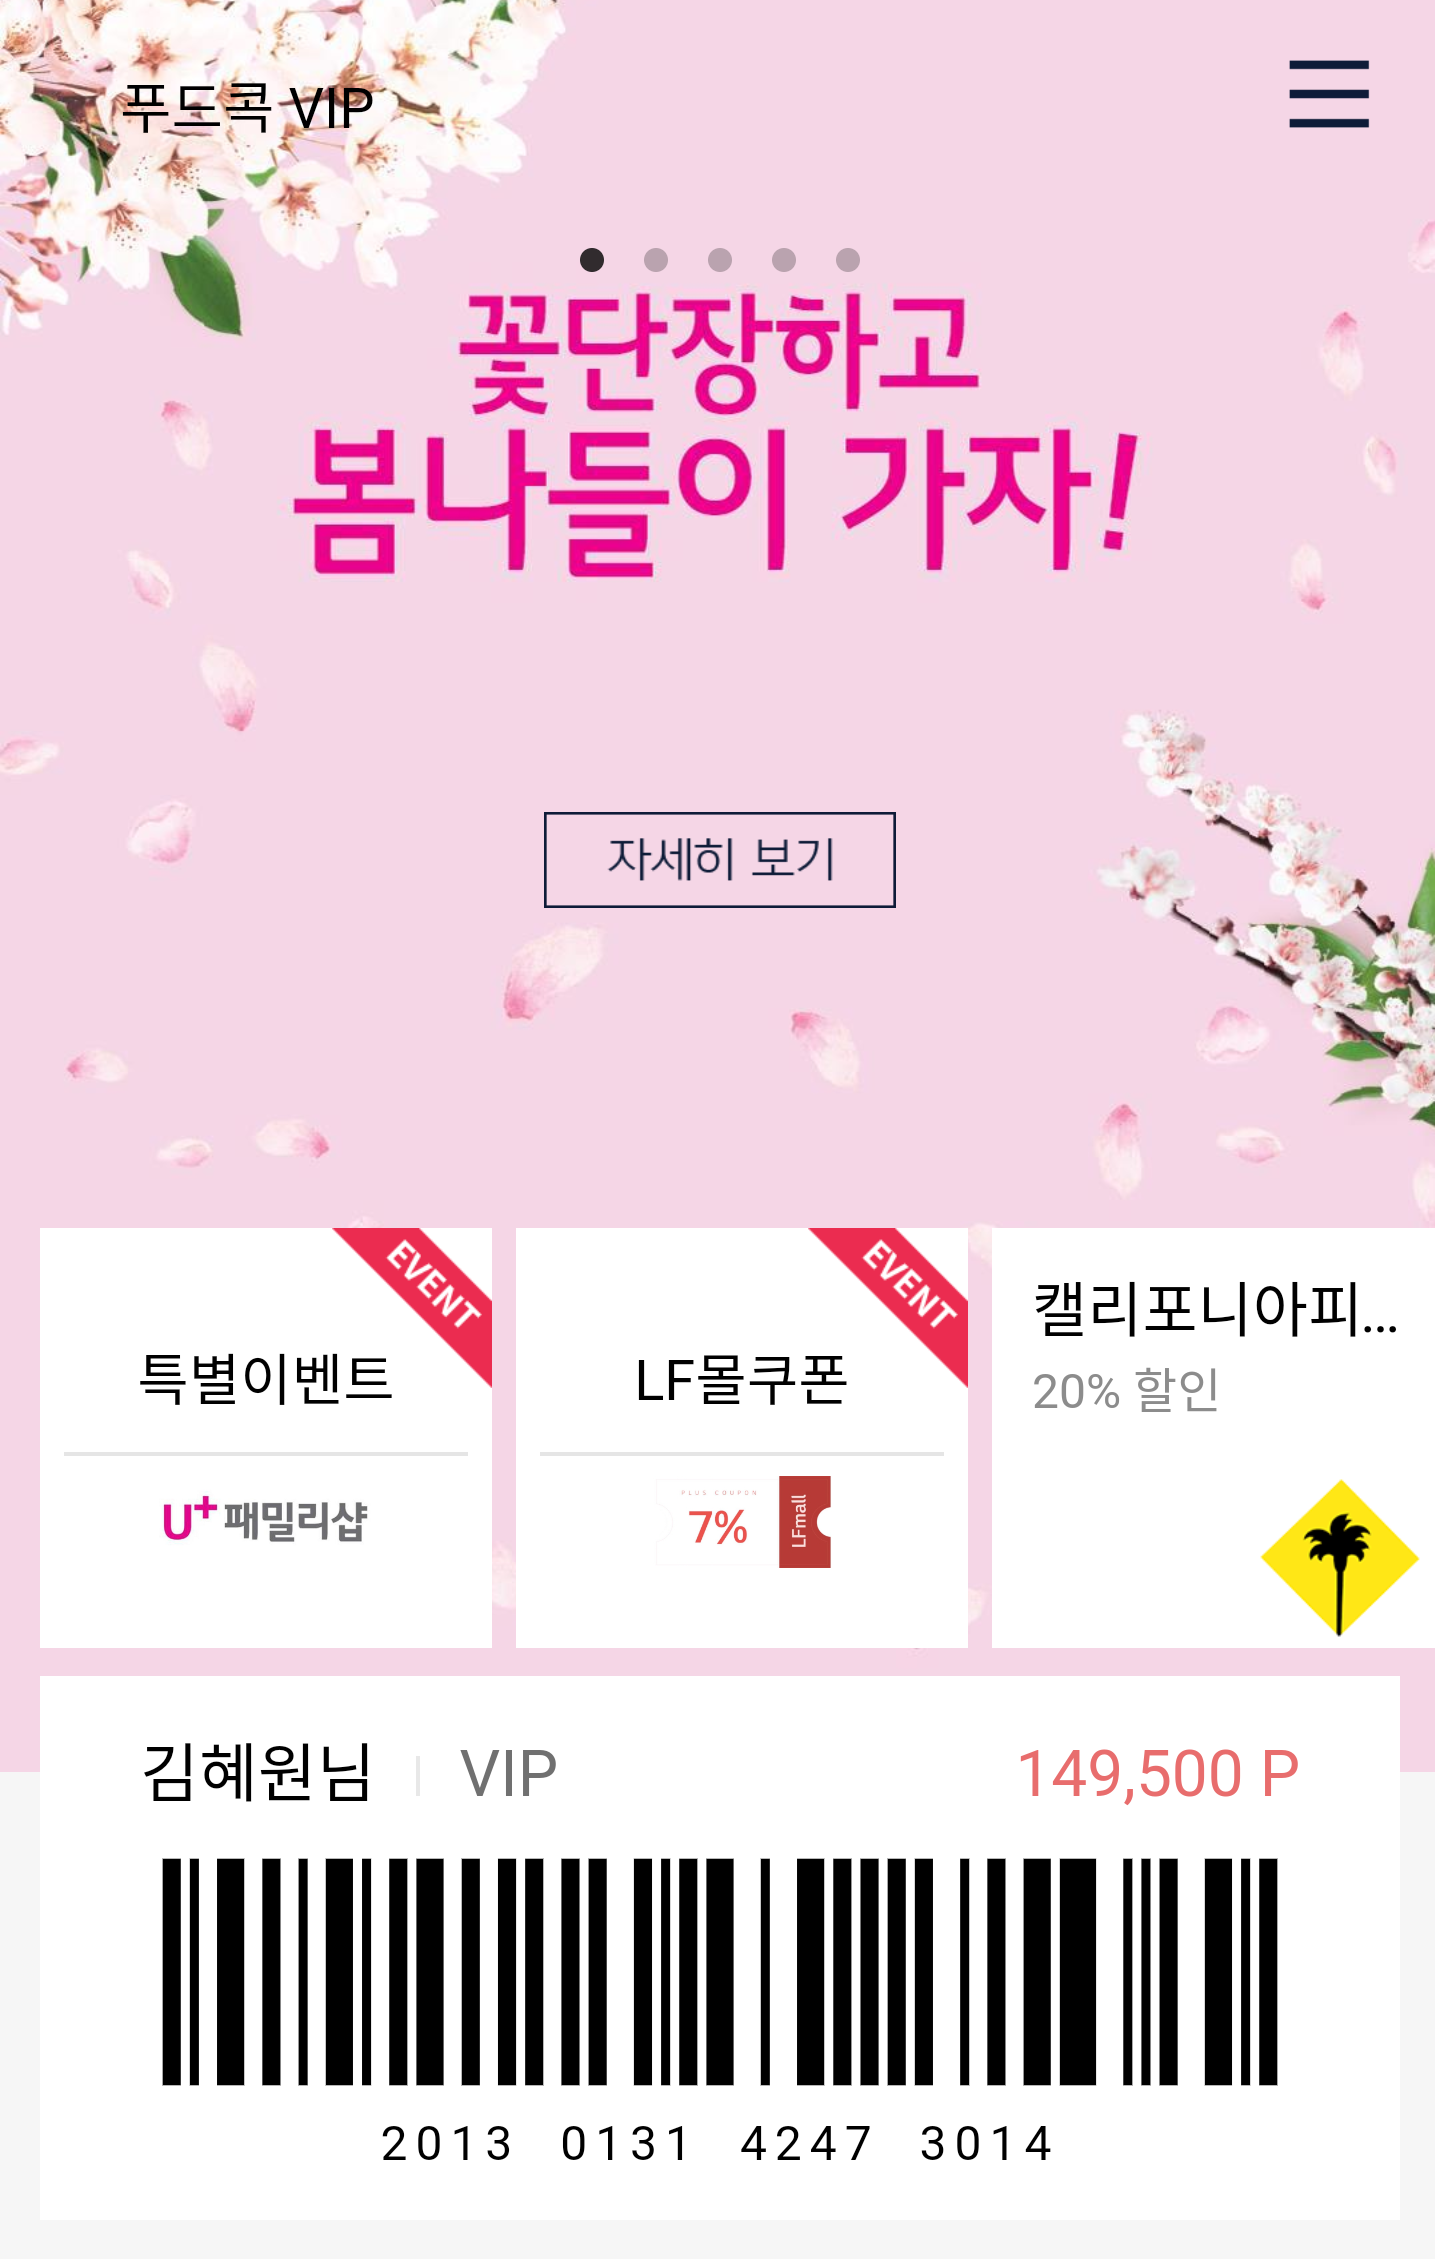 푸드콕 VIP
꽃단장하고
봄나들이 가자!
자세히 보기
EVENT
특별이벤트
U+패밀리샵
EVENT
LF몰쿠폰
PLUS COUPON
7%
LFmall
캘리포니아피...
20% 할인
김혜원님 | VIP
149,500 P
2013 0131 4247 3014